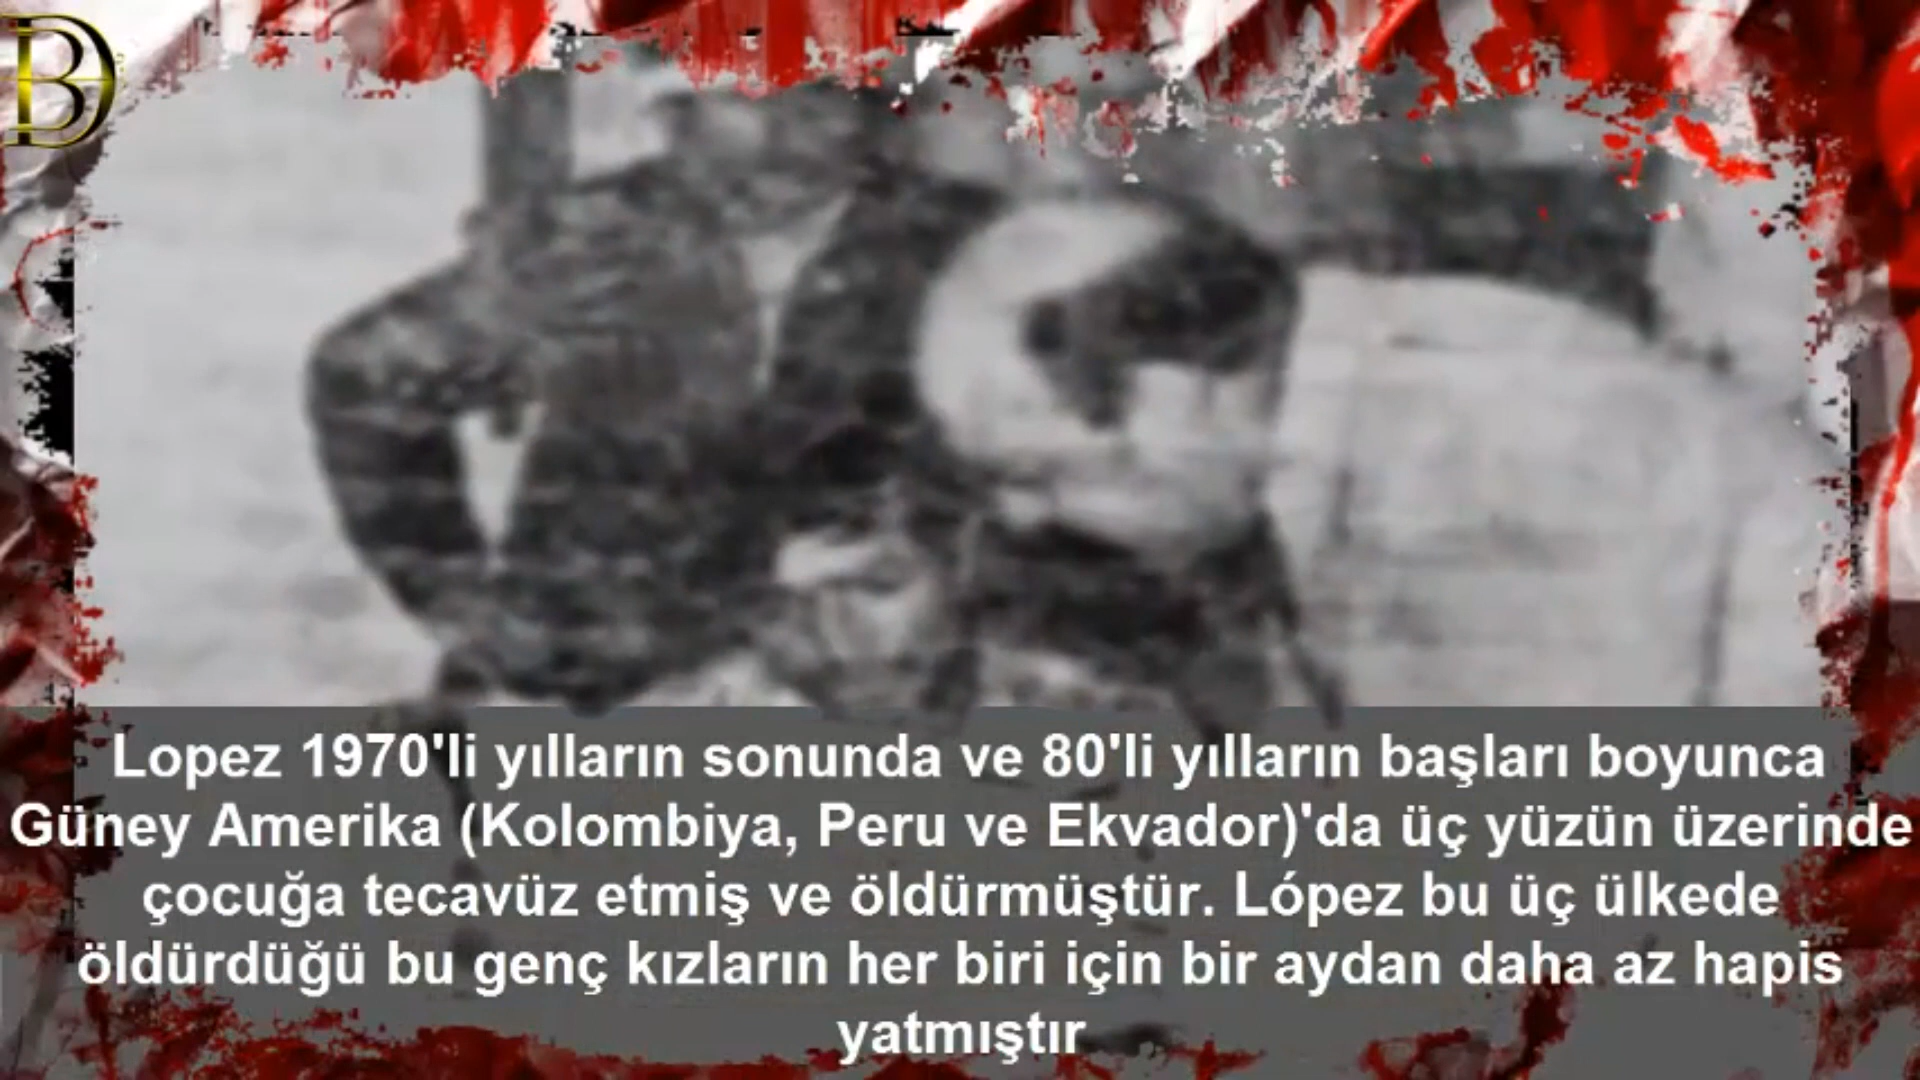 BD
Lopez 1970'li yılların sonunda ve 80'li yılların başları boyunca
Güney Amerika (Kolombiya, Peru ve Ekvador)'da üç yüzün üzerinde
çocuğa tecavüz etmiş ve öldürmüştür. López bu üç ülkede
öldürdüğü bu genç kızların her biri için bir aydan daha az hapis
yatmıştır